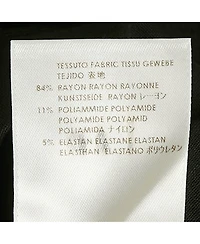 TESSUTO FABRIC TISSU GEWEBE
TEJIDO 表地
84% RAYON RAYON RAYONNE
KUNSTSEIDE RAYON レーヨン
11% POLIAMMIDE POLYAMIDE
POLYAMIDE POLYAMID
POLIAMIDA ナイロン
5% ELASTAN ELASTANE ELASTAN
ELASTHAN ELASTANO ポリウレタン